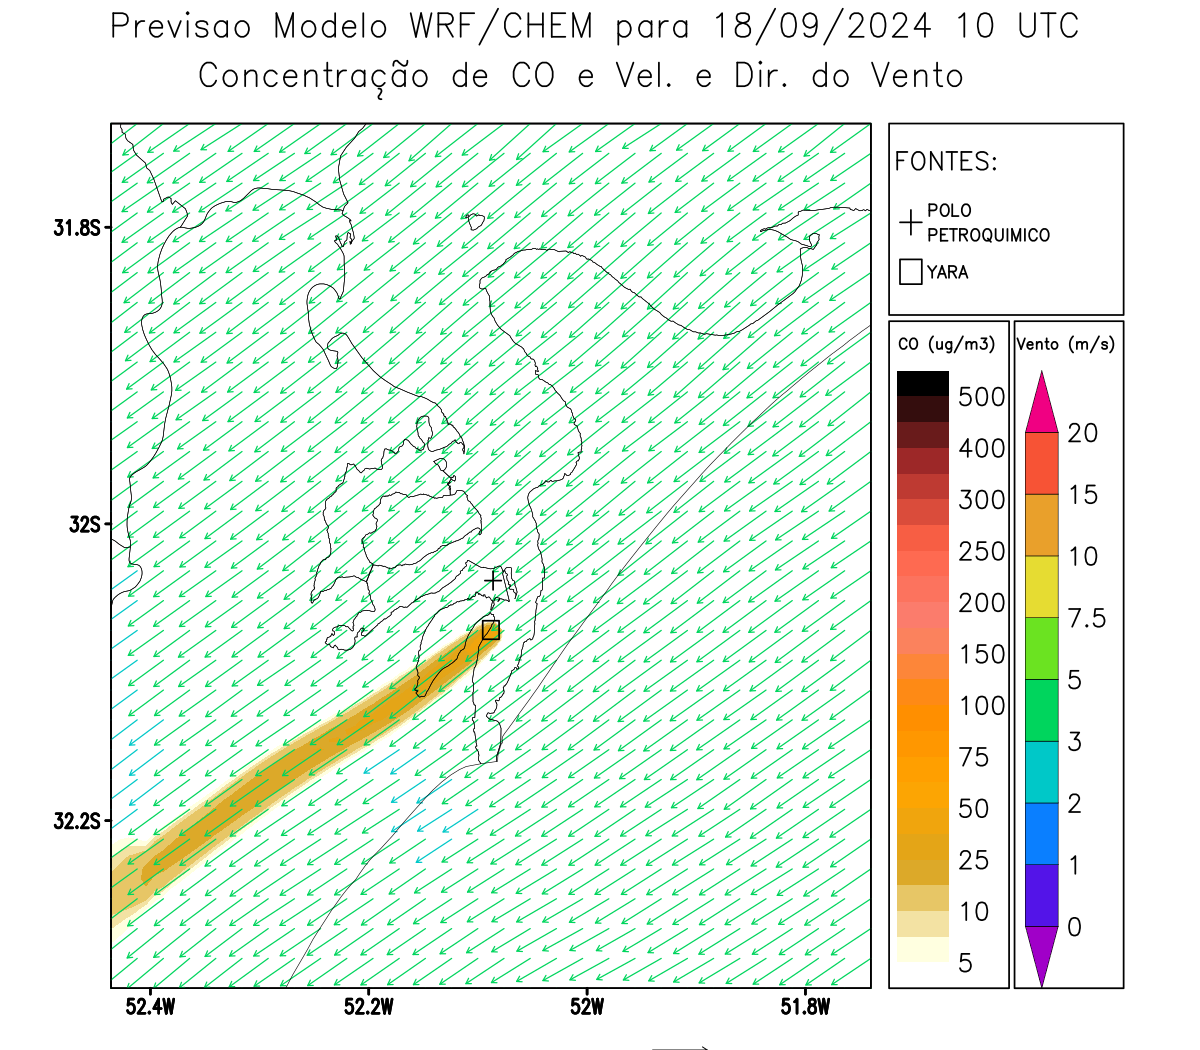 Previsao Modelo WRF/CHEM para 18/09/2024 10 UTC
Concentração de CO e Vel. e Dir. do Vento
FONTES:
POLO
PETROQUIMICO
YARA
31.8S
32S
32.2S
52.4W
52.2W
52W
51.8W
CO (ug/m3)
500
400
300
250
200
150
100
75
50
25
10
5
Vento (m/s)
20
15
10
7.5
5
3
2
1
0